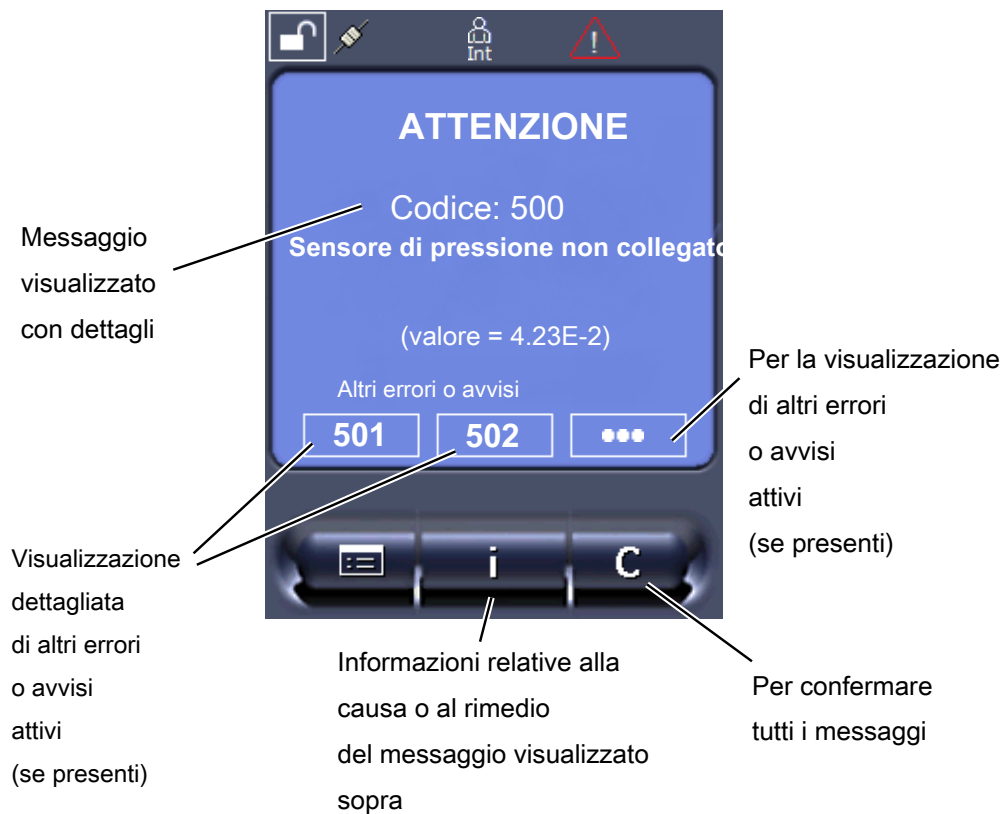 Int
!
ATTENZIONE
Codice: 500
Sensore di pressione non collegato
(valore = 4.23E-2)
Altri errori o avvisi
501
502
•••
i
C
Messaggio
visualizzato
con dettagli
Per la visualizzazione
di altri errori
o avvisi
attivi
(se presenti)
Visualizzazione
dettagliata
di altri errori
o avvisi
attivi
(se presenti)
Informazioni relative alla
causa o al rimedio
del messaggio visualizzato
sopra
Per confermare
tutti i messaggi